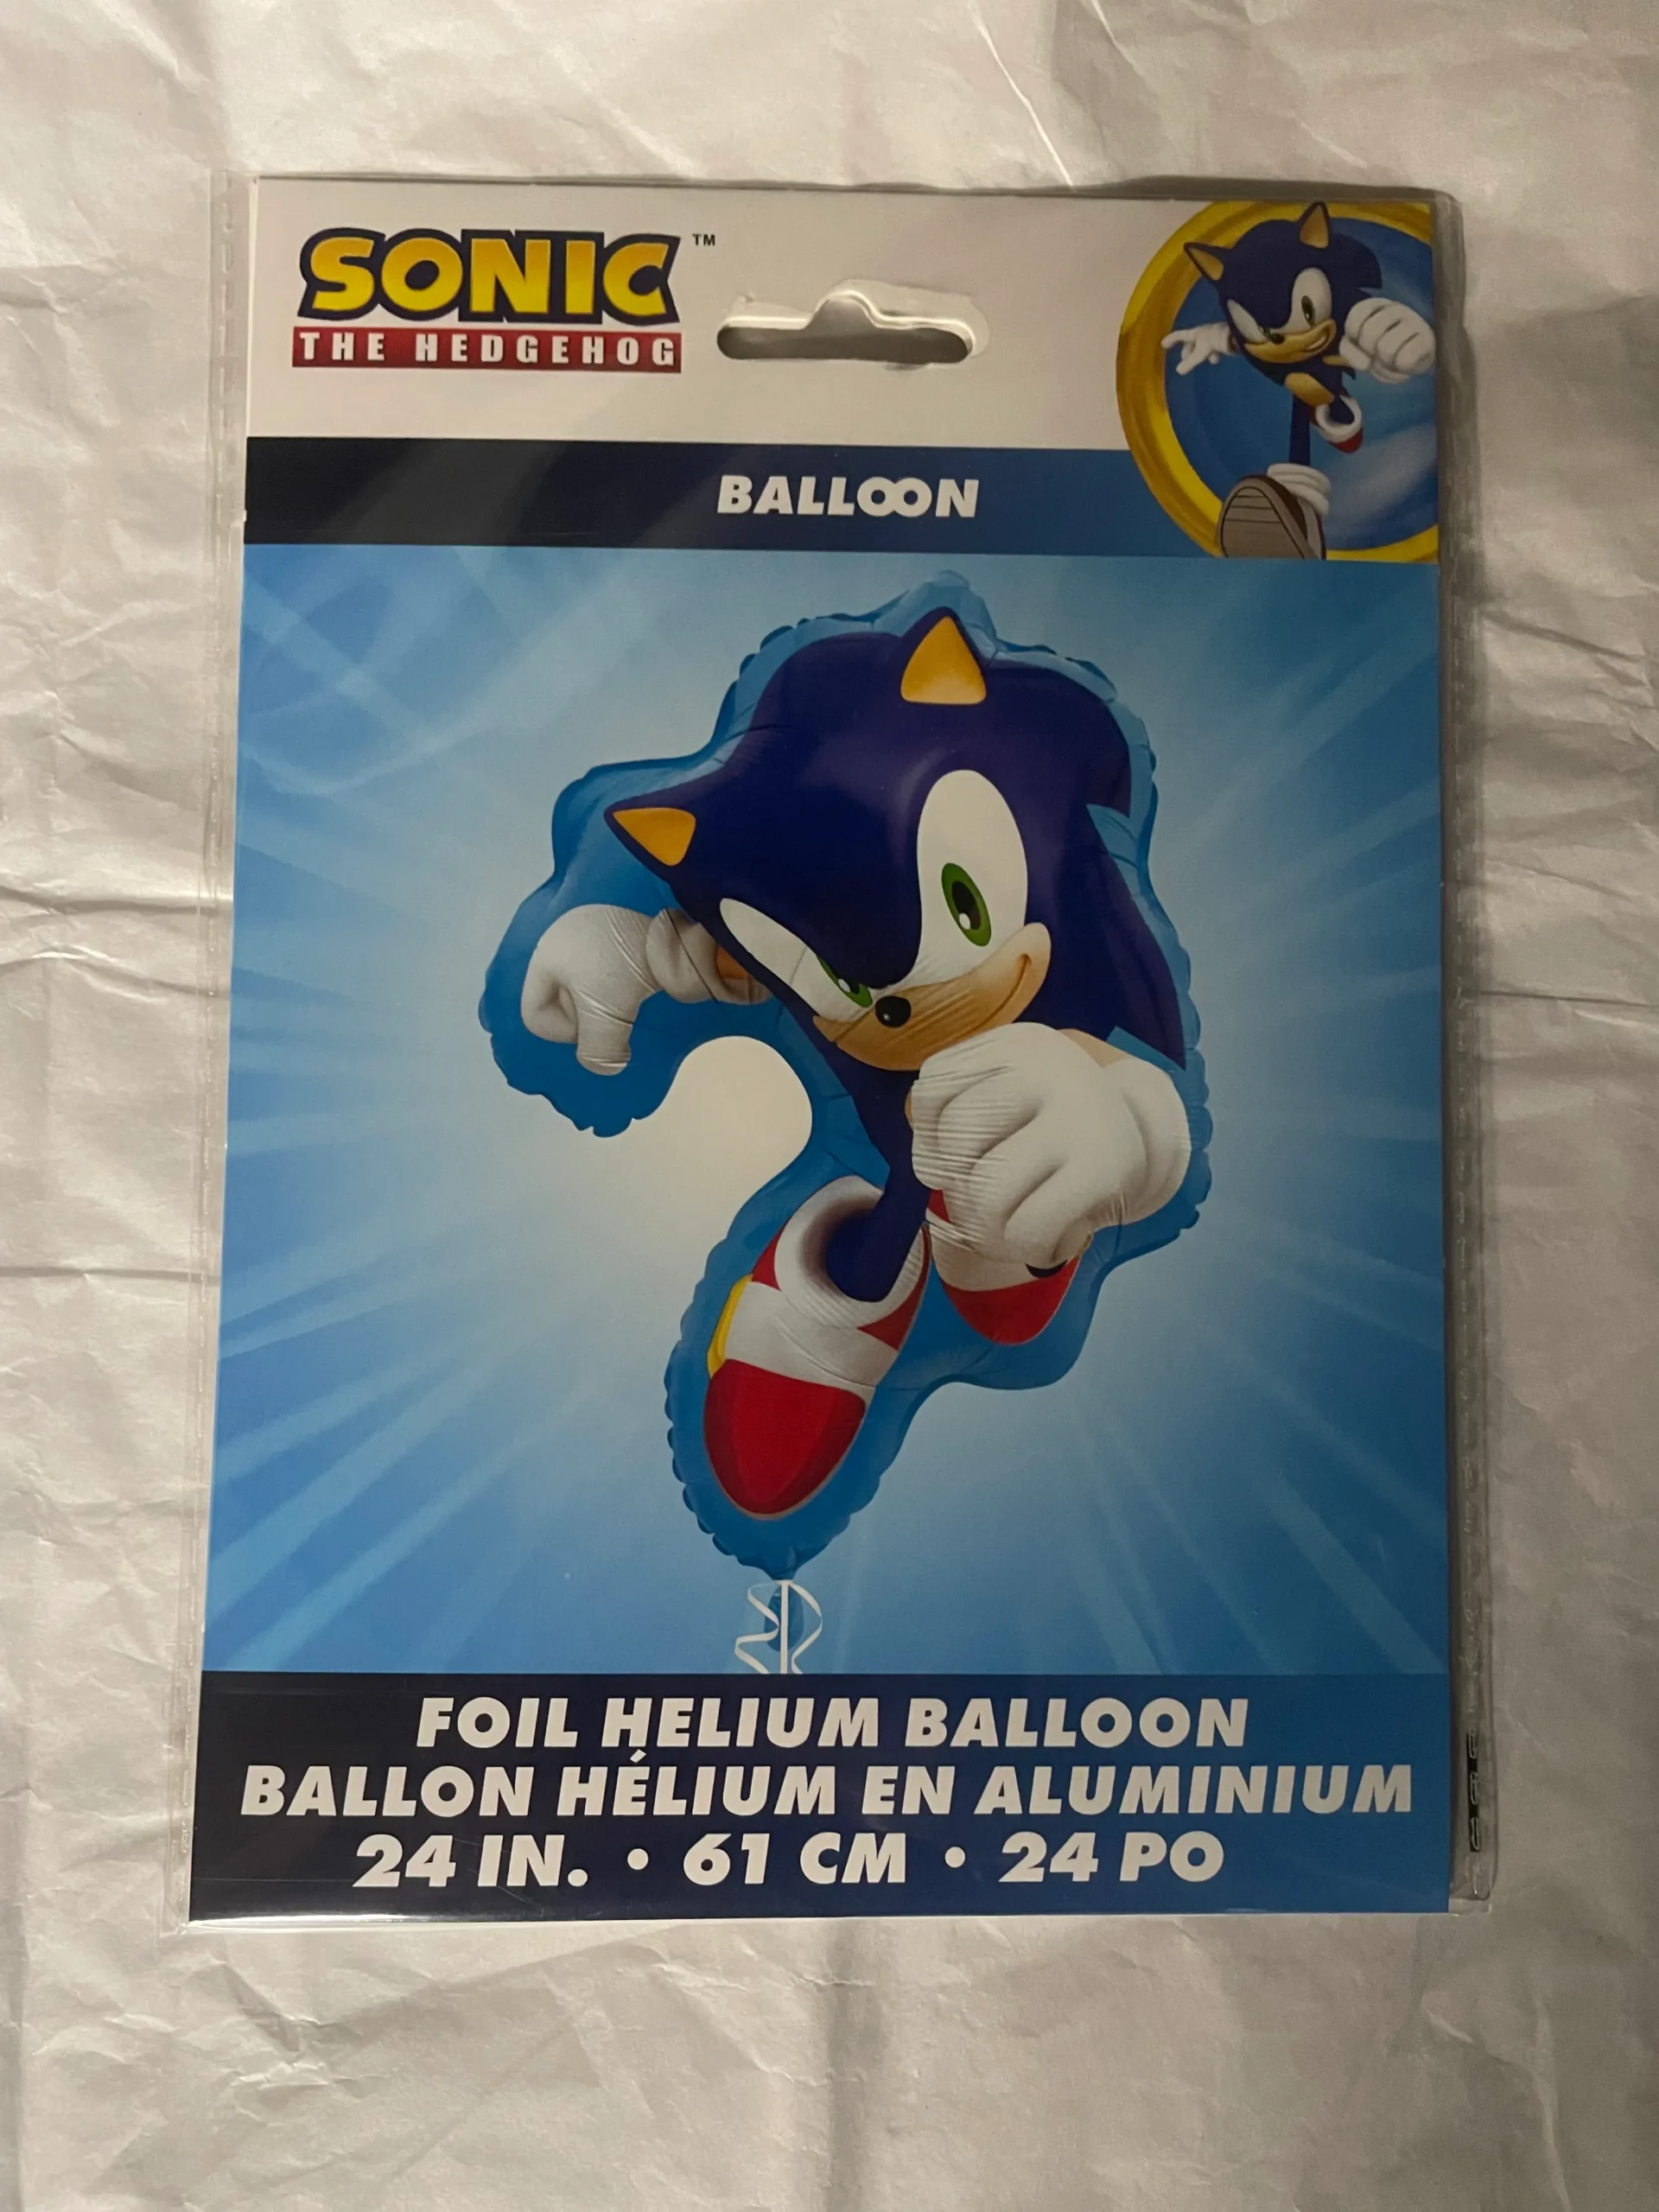 SONIC™
THE HEDGEHOG
BALLOON
FOIL HELIUM BALLOON
BALLON HÉLIUM EN ALUMINIUM
24 IN. • 61 CM • 24 PO